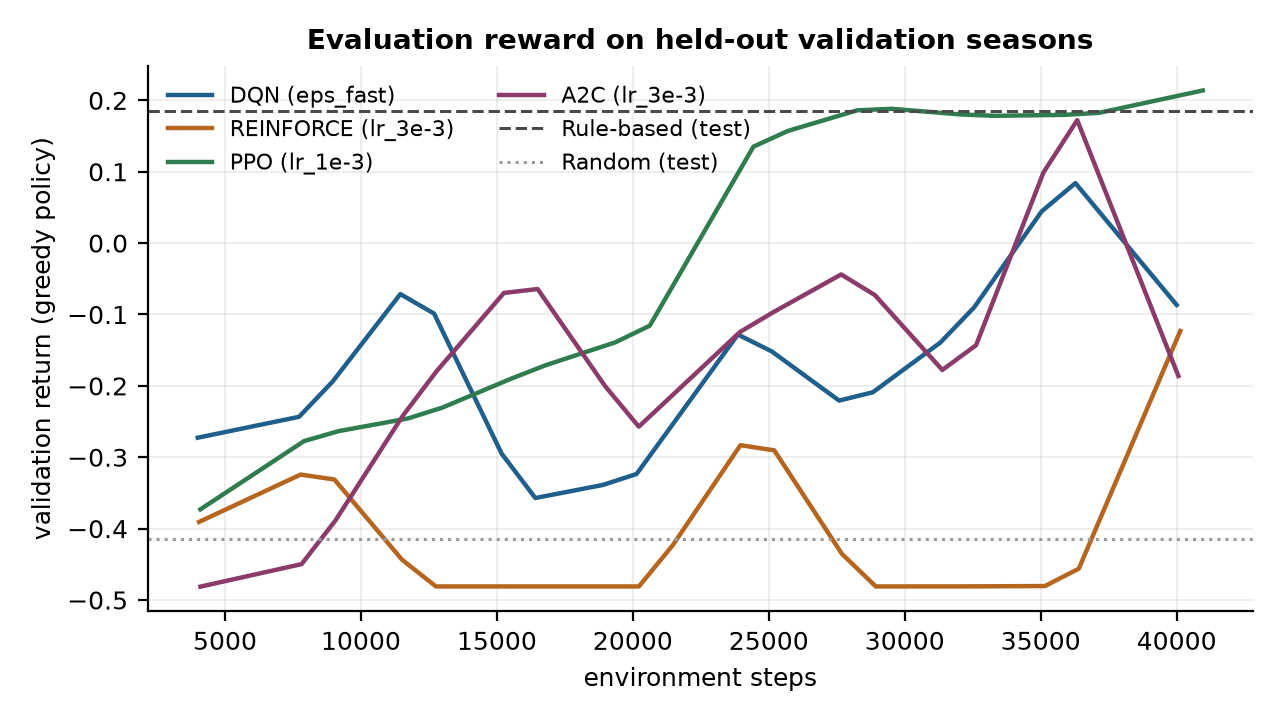 Evaluation reward on held-out validation seasons
DQN (eps_fast)
REINFORCE (lr_3e-3)
PPO (lr_1e-3)
A2C (lr_3e-3)
Rule-based (test)
Random (test)
validation return (greedy policy)
0.2
0.1
0.0
−0.1
−0.2
−0.3
−0.4
−0.5
5000 10000 15000 20000 25000 30000 35000 40000
environment steps